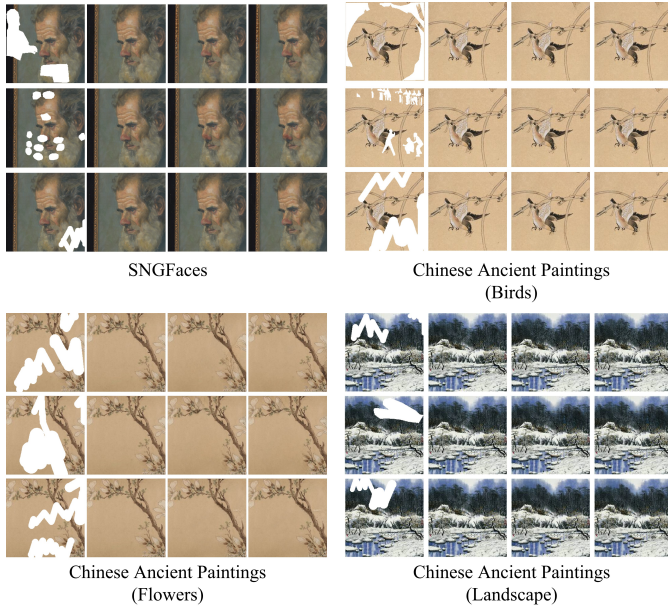 SNGFaces
Chinese Ancient Paintings
(Birds)
Chinese Ancient Paintings
(Flowers)
Chinese Ancient Paintings
(Landscape)